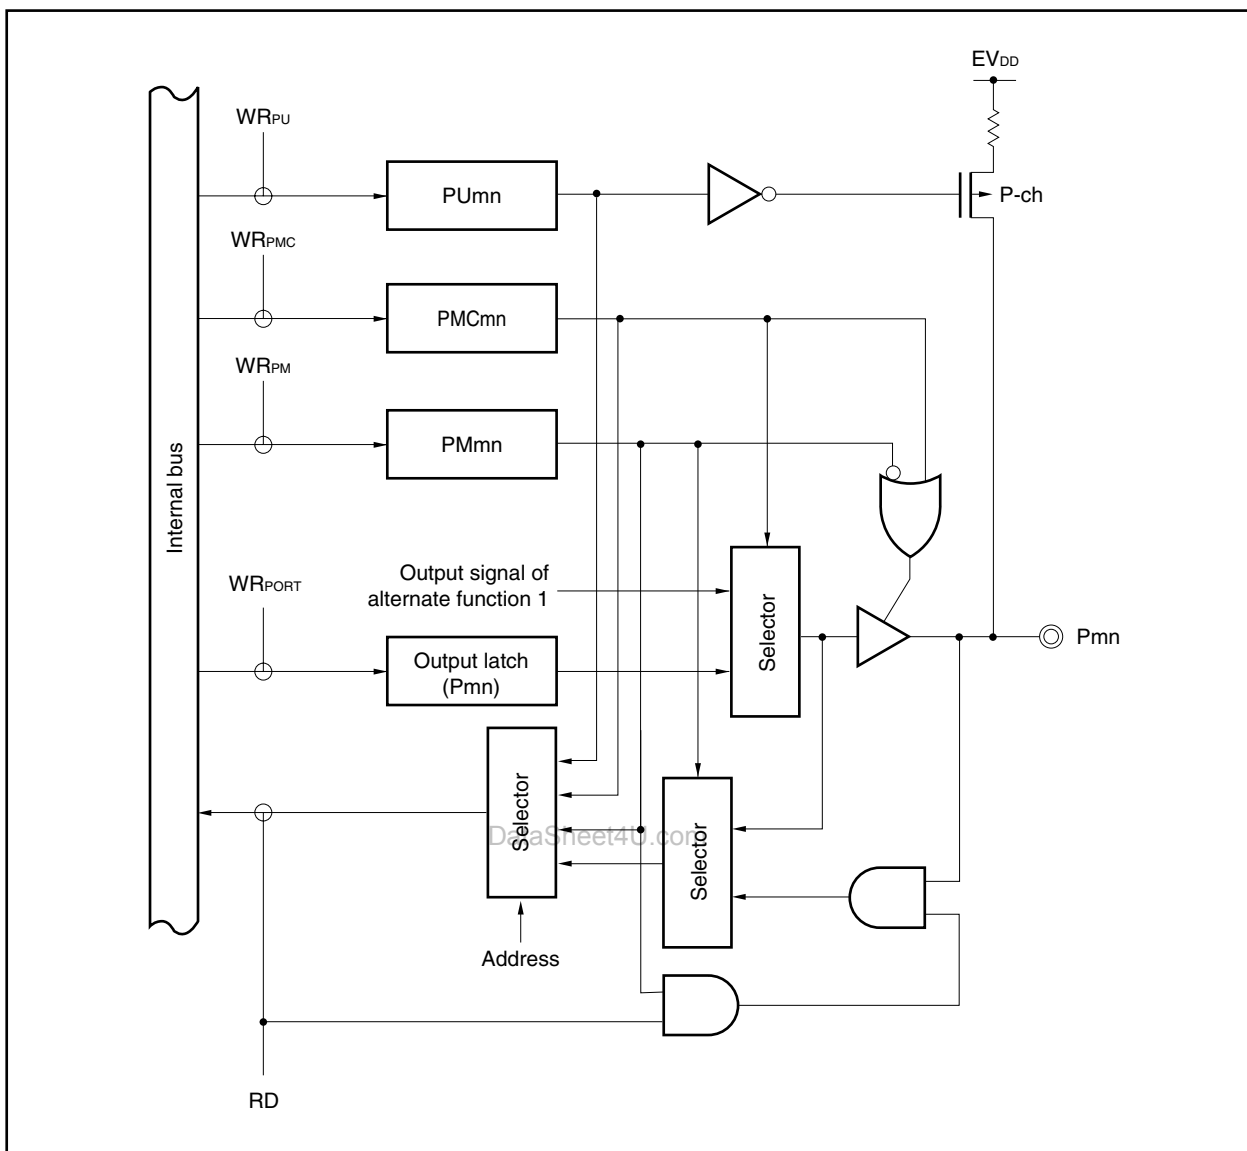 EVDD
WRPU
PUmn
P-ch
WRPMC
PMCmn
WRPM
PMmn
Internal bus
Output signal of
alternate function 1
WRPORT
Output latch
(Pmn)
Selector
Pmn
Selector
Selector
DataSheet4U.com
Address
RD